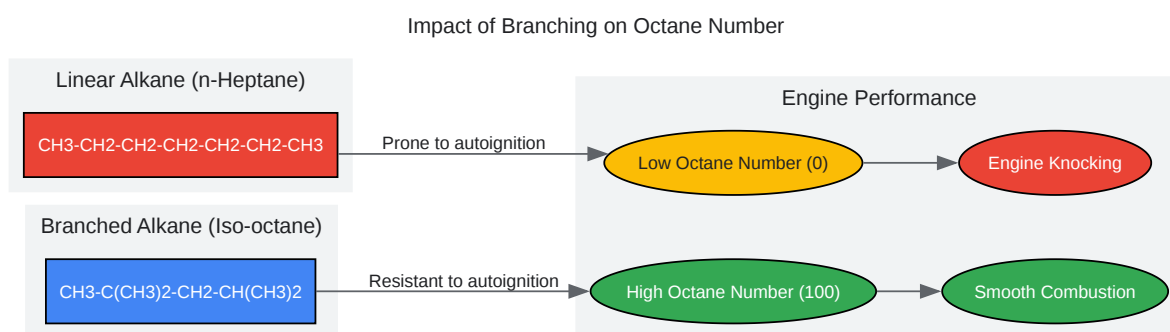 Impact of Branching on Octane Number
Linear Alkane (n-Heptane)
CH3-CH2-CH2-CH2-CH2-CH2-CH3
Prone to autoignition
Engine Performance
Low Octane Number (0)
Engine Knocking
Branched Alkane (Iso-octane)
CH3-C(CH3)2-CH2-CH(CH3)2
Resistant to autoignition
High Octane Number (100)
Smooth Combustion